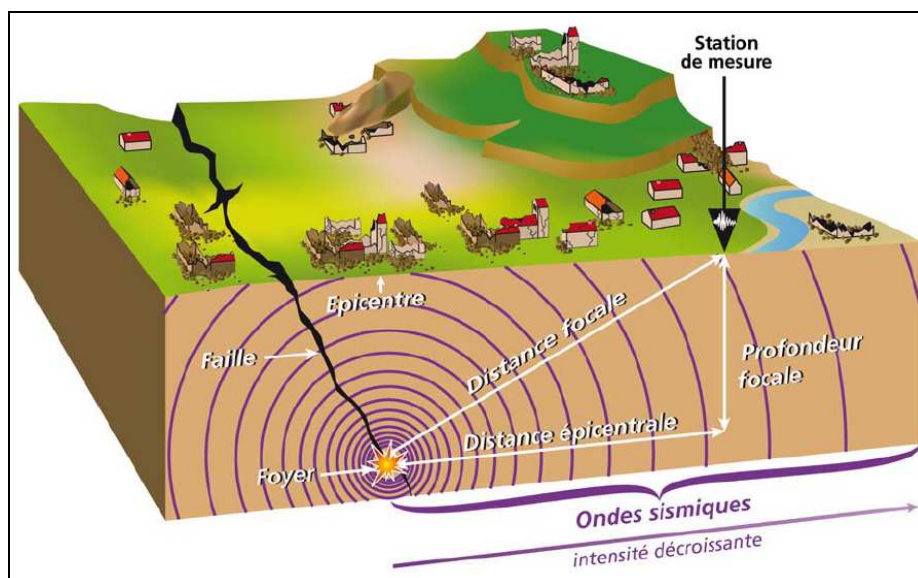 Station
de mesure
Epicentre
Faille
Distance focale
Profondeur
focale
Distance épicentrale
Foyer
Ondes sismiques
intensité décroissante